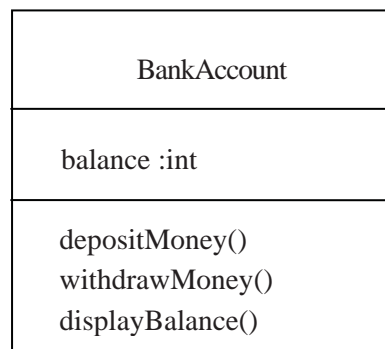 BankAccount
balance :int
depositMoney()
withdrawMoney()
displayBalance()